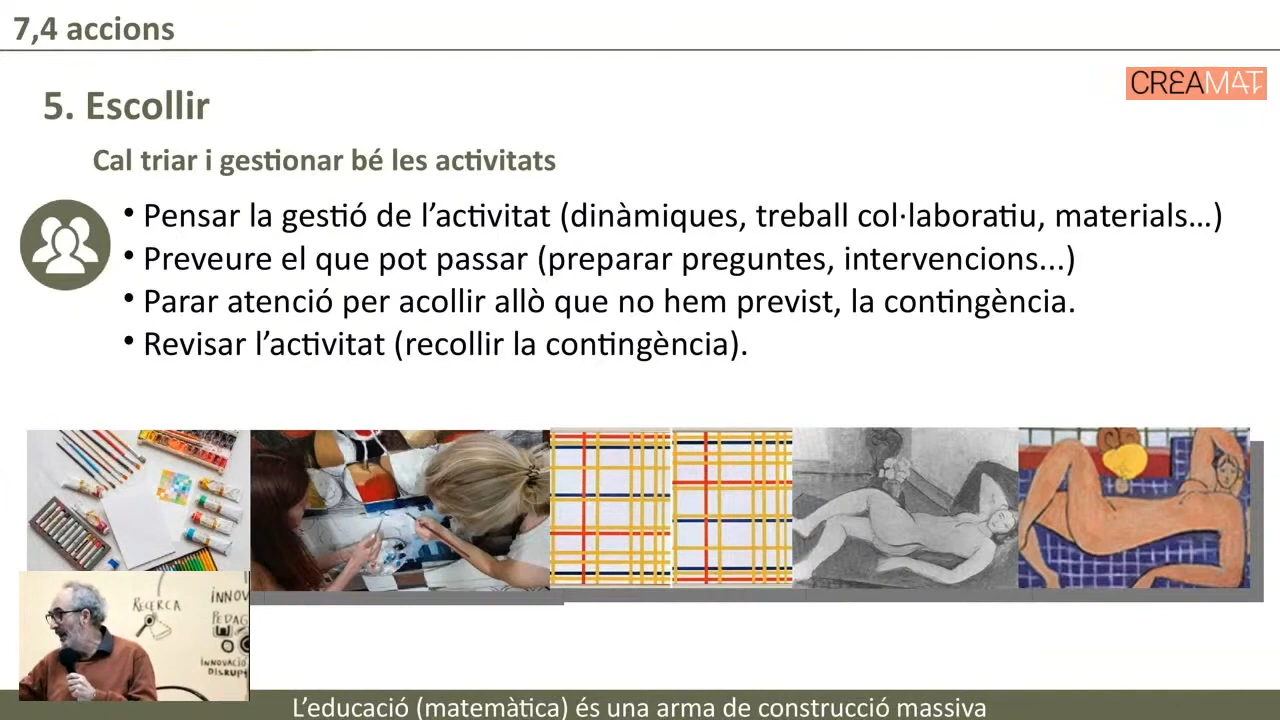 7,4 accions
CREAMAT
5. Escollir
Cal triar i gestionar bé les activitats
• Pensar la gestió de l’activitat (dinàmiques, treball col·laboratiu, materials…)
• Preveure el que pot passar (preparar preguntes, intervencions...)
• Parar atenció per acollir allò que no hem previst, la contingència.
• Revisar l’activitat (recollir la contingència).
RECERCA
INNOV
PEDAG
INNOVACIÓ
DISRUP
L’educació (matemàtica) és una arma de construcció massiva